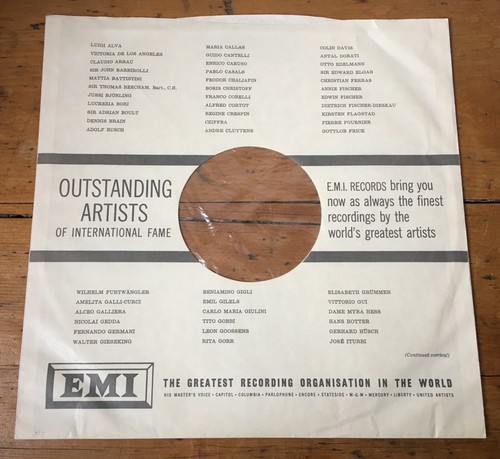 LUIGI ALVA
VICTORIA DE LOS ANGELES
CLAUDIO ARRAU
SIR JOHN BARBIROLLI
MATTIA BATTISTINI
SIR THOMAS BEECHAM, Bart., C.H.
JUSSI BJÖRLING
LUCREZIA BORI
SIR ADRIAN BOULT
DENNIS BRAIN
ADOLF BUSCH
MARIA CALLAS
GUIDO CANTELLI
ENRICO CARUSO
PABLO CASALS
FEODOR CHALIAPIN
BORIS CHRISTOFF
FRANCO CORELLI
ALFRED CORTOT
REGINE CRESPIN
CZIFFRA
ANDRE CLUYTENS
COLIN DAVIS
ANTAL DORATI
OTTO EDELMANN
SIR EDWARD ELGAR
CHRISTIAN FERRAS
ANNIE FISCHER
EDWIN FISCHER
DIETRICH FISCHER-DIESKAU
KIRSTEN FLAGSTAD
PIERRE FOURNIER
GOTTLOB FRICK
OUTSTANDING
ARTISTS
OF INTERNATIONAL FAME
E.M.I. RECORDS bring you
now as always the finest
recordings by the
world's greatest artists
WILHELM FURTWÄNGLER
AMELITA GALLI-CURCI
ALCEO GALLIERA
NICOLAI GEDDA
FERNANDO GERMANI
WALTER GIESEKING
BENIAMINO GIGLI
EMIL GILELS
CARLO MARIA GIULINI
TITO GOBBI
LEON GOOSSENS
RITA GORR
ELISABETH GRÜMMER
VITTORIO GUI
DAME MYRA HESS
HANS HOTTER
GERHARD HÜSCH
JOSÉ ITURBI
(Continued overleaf)
EMI
THE GREATEST RECORDING ORGANISATION IN THE WORLD
HIS MASTER'S VOICE • CAPITOL • COLUMBIA • PARLOPHONE • ENCORE • STATESIDE • M-G-M • MERCURY • LIBERTY • UNITED ARTISTS